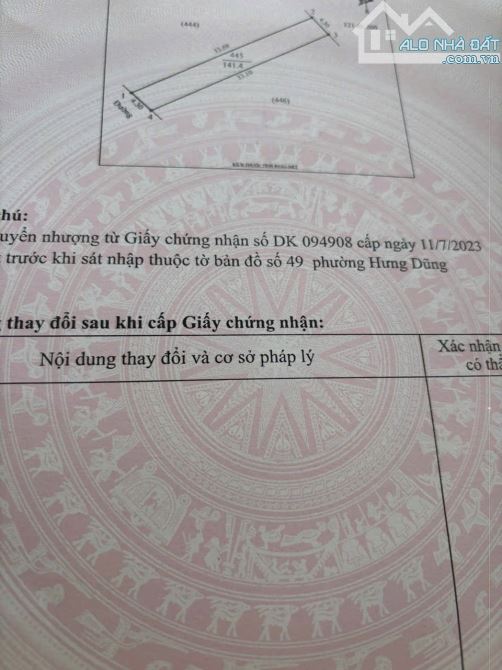 ALO NHÀ ĐẤT
.com.vn
(444)
445
141.4
4.30
Đường
(446)
hú:
uyển nhượng từ Giấy chứng nhận số DK 094908 cấp ngày 11/7/2023
trước khi sát nhập thuộc tờ bản đồ số 49 phường Hưng Dũng
thay đổi sau khi cấp Giấy chứng nhận:
Nội dung thay đổi và cơ sở pháp lý
Xác nhận
có thẩ